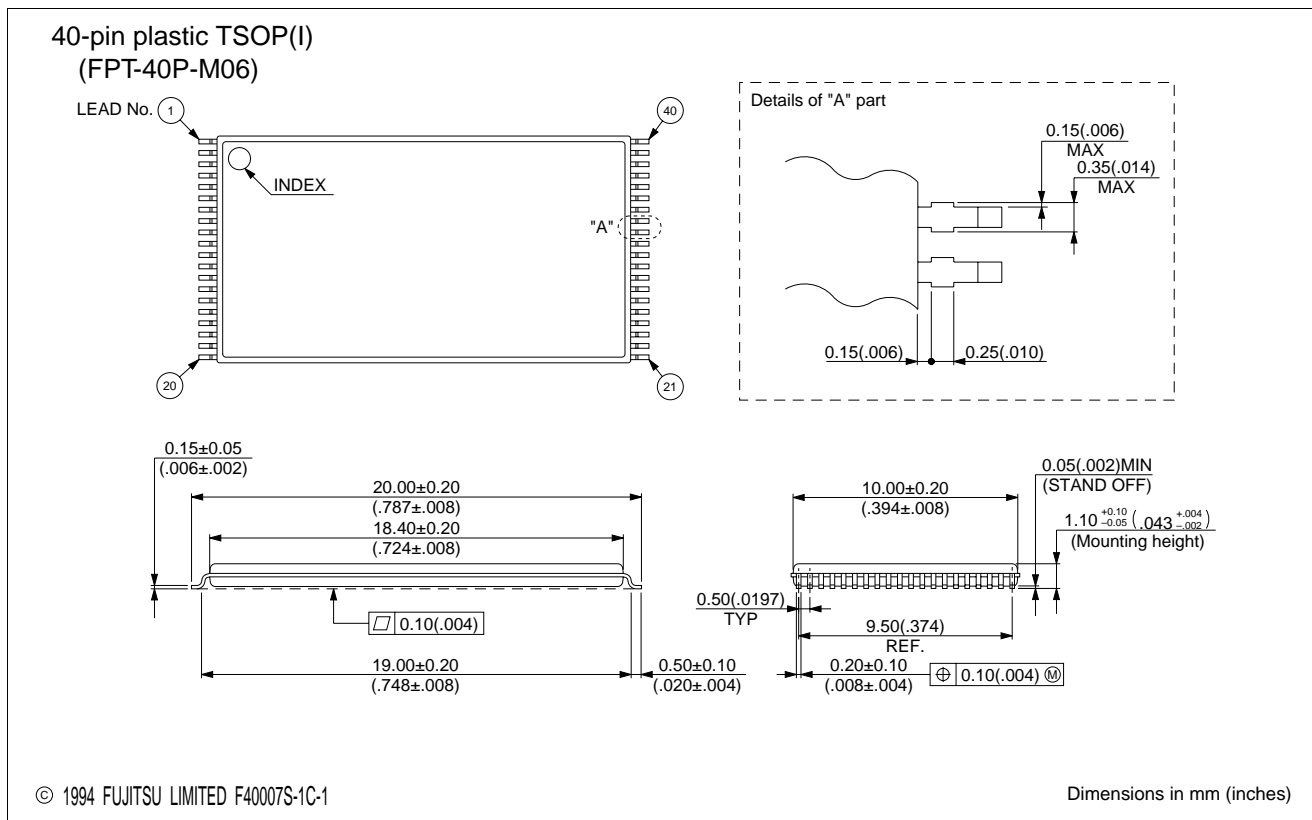 40-pin plastic TSOP(I)
(FPT-40P-M06)
LEAD No. 1
40
INDEX
"A"
20
21
Details of "A" part
0.15(.006)
MAX
0.35(.014)
MAX
0.15(.006)
0.25(.010)
0.15±0.05
(.006±.002)
20.00±0.20
(.787±.008)
18.40±0.20
(.724±.008)
0.10(.004)
19.00±0.20
(.748±.008)
0.50±0.10
(.020±.004)
10.00±0.20
(.394±.008)
0.05(.002)MIN
(STAND OFF)
1.10 +0.10 −0.05 (.043 +.004 −.002)
(Mounting height)
0.50(.0197)
TYP
9.50(.374)
REF.
0.20±0.10
(.008±.004)
⌖ 0.10(.004) Ⓜ
© 1994 FUJITSU LIMITED F40007S-1C-1
Dimensions in mm (inches)